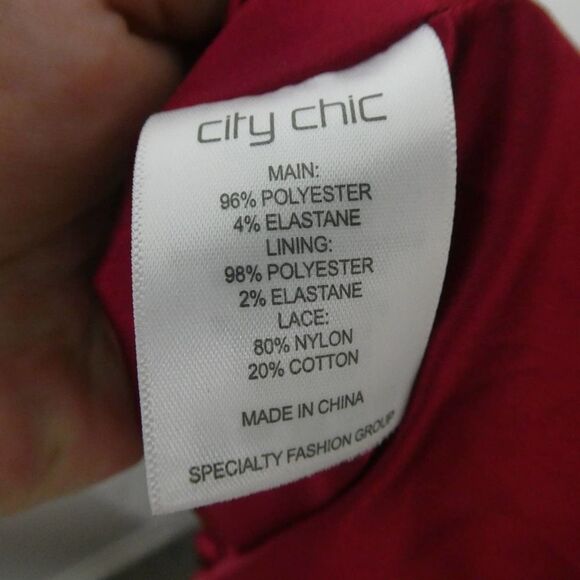 city chic
MAIN:
96% POLYESTER
4% ELASTANE
LINING:
98% POLYESTER
2% ELASTANE
LACE:
80% NYLON
20% COTTON
MADE IN CHINA
SPECIALTY FASHION GROUP